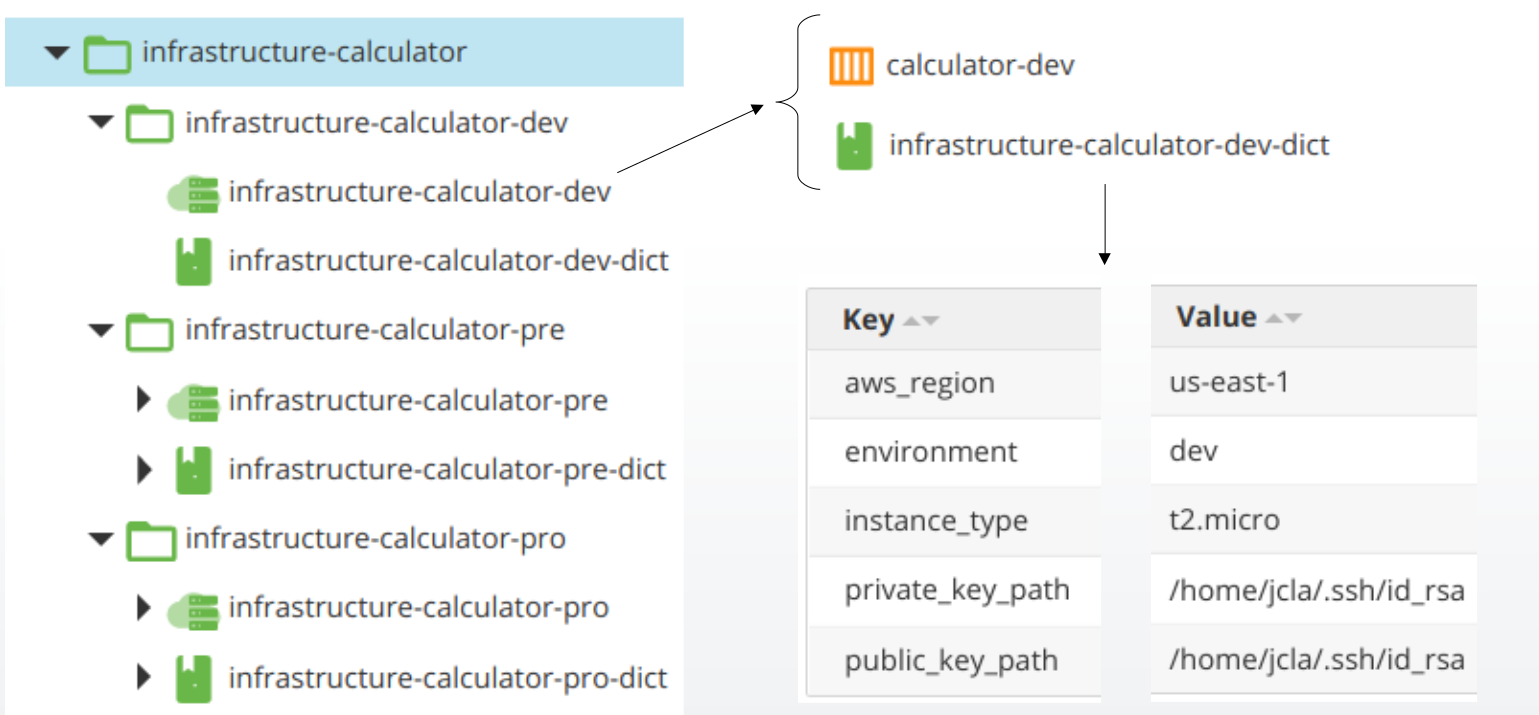 infrastructure-calculator
infrastructure-calculator-dev
infrastructure-calculator-dev
infrastructure-calculator-dev-dict
infrastructure-calculator-pre
infrastructure-calculator-pre
infrastructure-calculator-pre-dict
infrastructure-calculator-pro
infrastructure-calculator-pro
infrastructure-calculator-pro-dict
calculator-dev
infrastructure-calculator-dev-dict
Key Value
aws_region us-east-1
environment dev
instance_type t2.micro
private_key_path /home/jcla/.ssh/id_rsa
public_key_path /home/jcla/.ssh/id_rsa